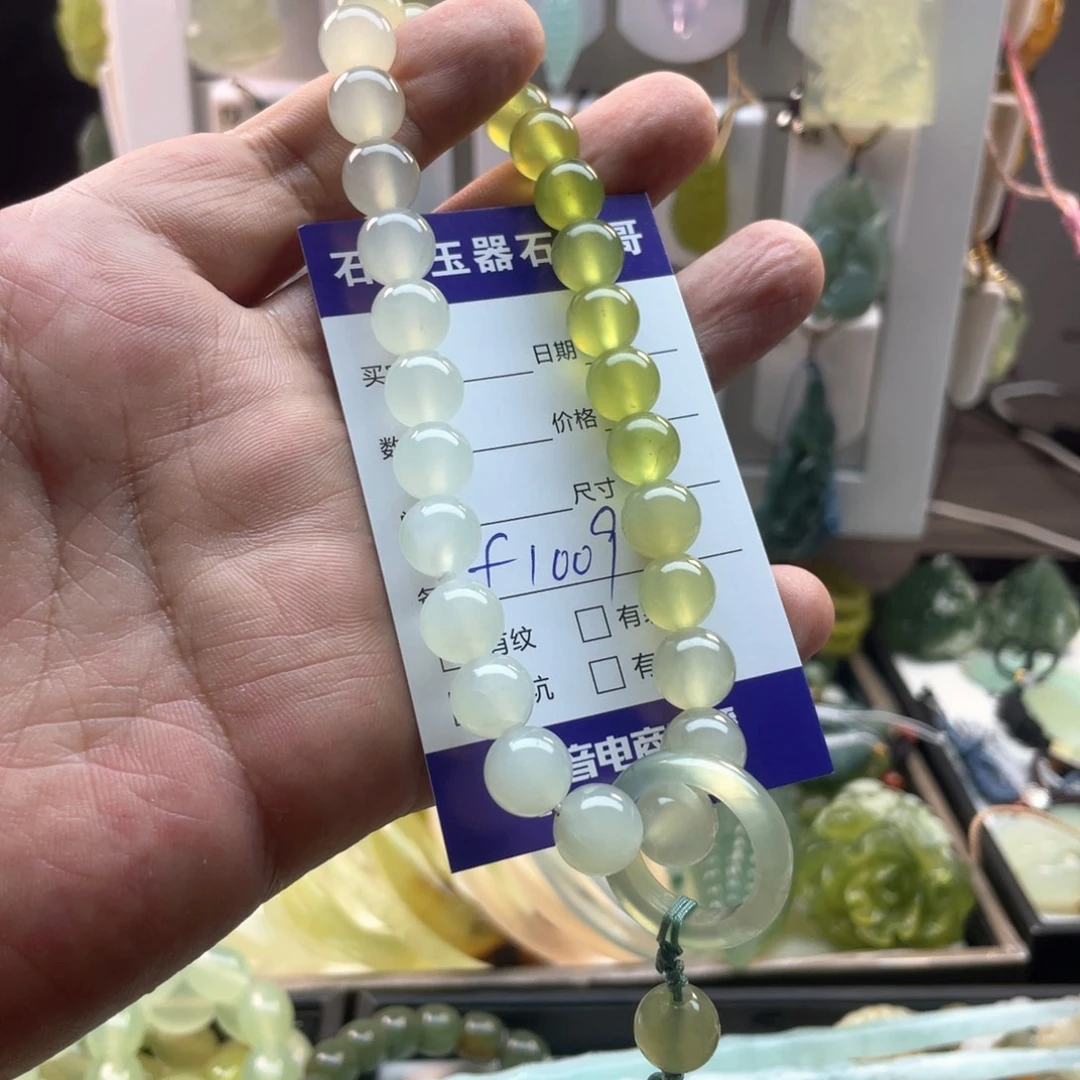 石 玉器石 哥
买 日期
数 价格
尺寸
f1009
有纹 有
坑 有
音电商